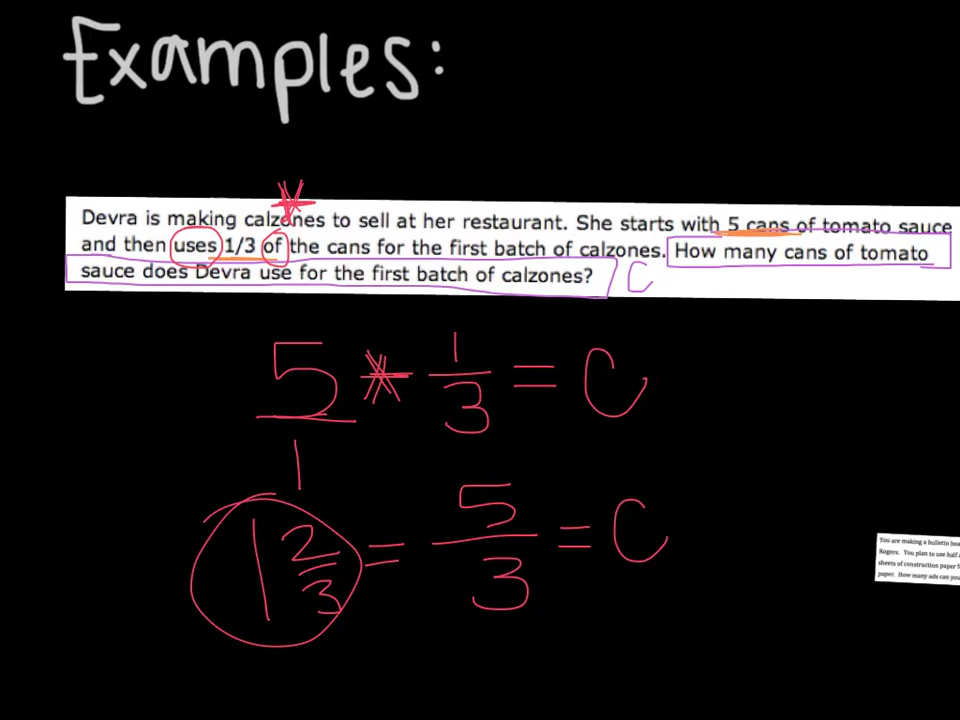 Examples:
*
Devra is making calzones to sell at her restaurant. She starts with 5 cans of tomato sauce
and then uses 1/3 of the cans for the first batch of calzones. How many cans of tomato
sauce does Devra use for the first batch of calzones? C
5/1 * 1/3 = C
1 2/3 = 5/3 = C
You are making a bulletin boa
Rogers. You plan to use half a
sheets of construction paper f
paper. How many ads can you